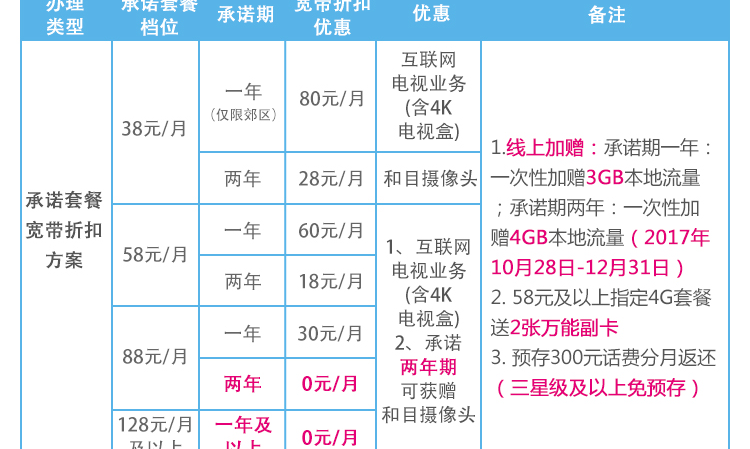 办理
类型
承诺套餐
档位
承诺期
宽带折扣
优惠
优惠
备注
承诺套餐
宽带折扣
方案
38元/月
一年
(仅限郊区)
80元/月
互联网
电视业务
(含4K
电视盒)
两年
28元/月
和目摄像头
58元/月
一年
60元/月
两年
18元/月
88元/月
一年
30元/月
两年
0元/月
128元/月
及以上
一年及
以上
0元/月
1、互联网
电视业务
(含4K
电视盒)
2、承诺
两年期
可获赠
和目摄像头
1.线上加赠：承诺期一年：
一次性加赠3GB本地流量
；承诺期两年：一次性加
赠4GB本地流量（2017年
10月28日-12月31日）
2. 58元及以上指定4G套餐
送2张万能副卡
3. 预存300元话费分月返还
（三星级及以上免预存）